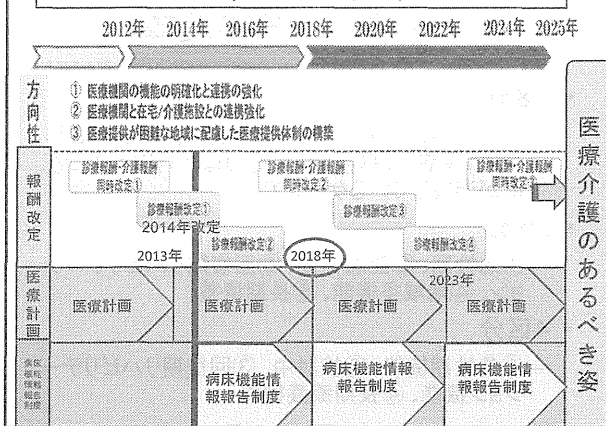 2012年 2014年 2016年 2018年 2020年 2022年 2024年 2025年
方向性
① 医療機関の機能の明確化と連携の強化
② 医療機関と在宅/介護施設との連携強化
③ 医療提供が困難な地域に配慮した医療提供体制の構築
医療介護のあるべき姿
報酬改定
診療報酬・介護報酬
同時改定①
診療報酬・介護報酬
同時改定②
診療報酬・介護報酬
同時改定
診療報酬改定①
診療報酬改定③
2014年改定
診療報酬改定②
診療報酬改定④
2013年
2018年
2023年
医療計画
医療計画
医療計画
医療計画
医療計画
病床機能情報報告制度
病床機能情
報報告制度
病床機能情報
報告制度
病床機能情
報報告制度